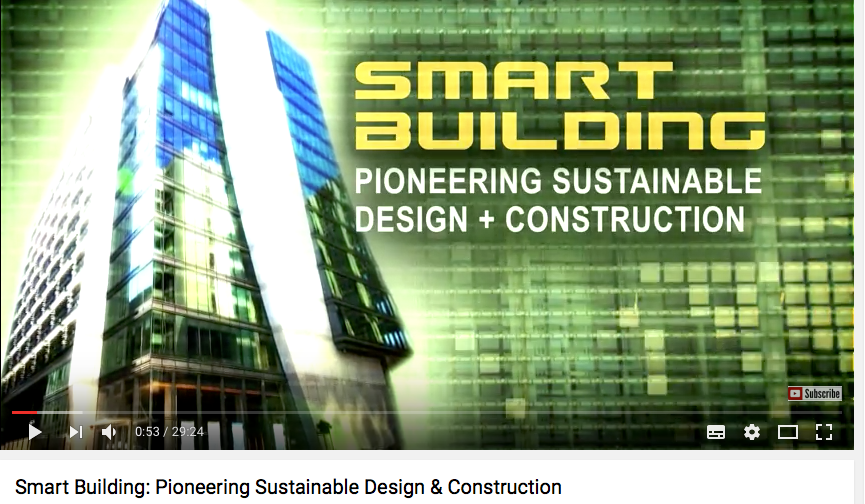 SMART
BUILDING
PIONEERING SUSTAINABLE
DESIGN + CONSTRUCTION
Subscribe
0:53 / 29:24
Smart Building: Pioneering Sustainable Design & Construction